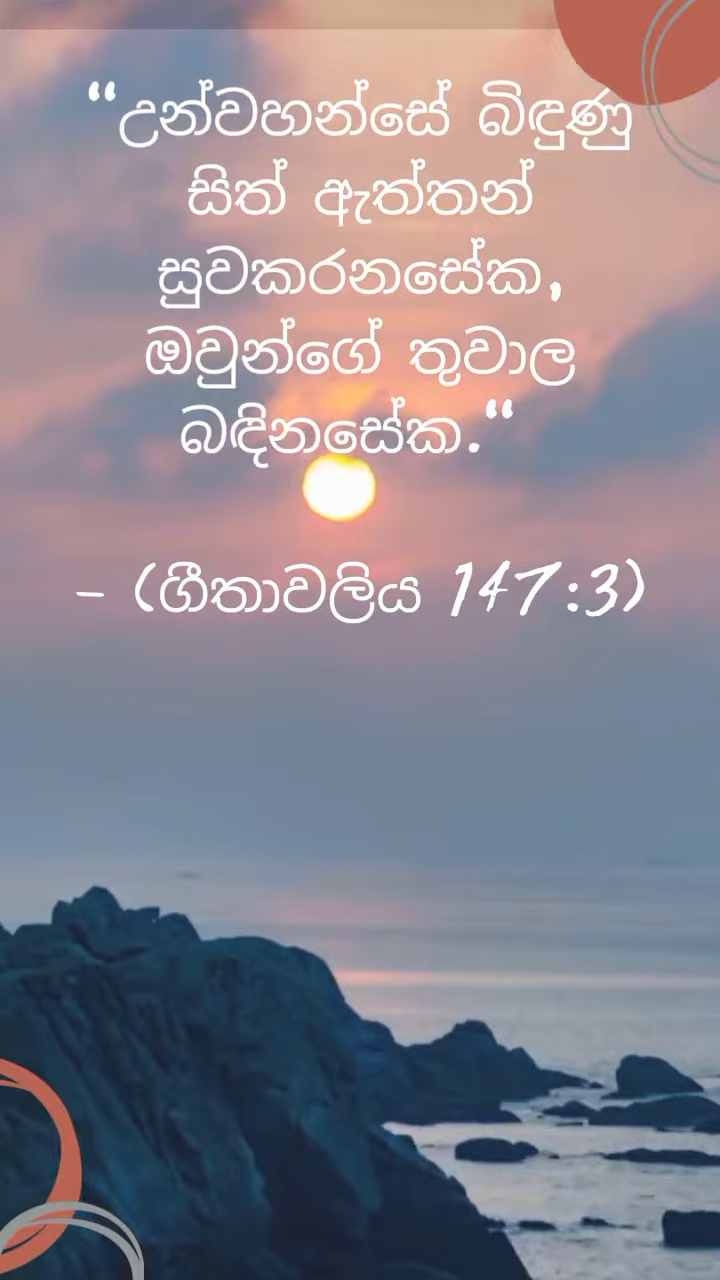 “උන්වහන්සේ බිඳුණු
සිත් ඇත්තන්
සුවකරනසේක,
ඔවුන්ගේ තුවාල
බඳිනසේක.“
- (ගීතාවලිය 147:3)